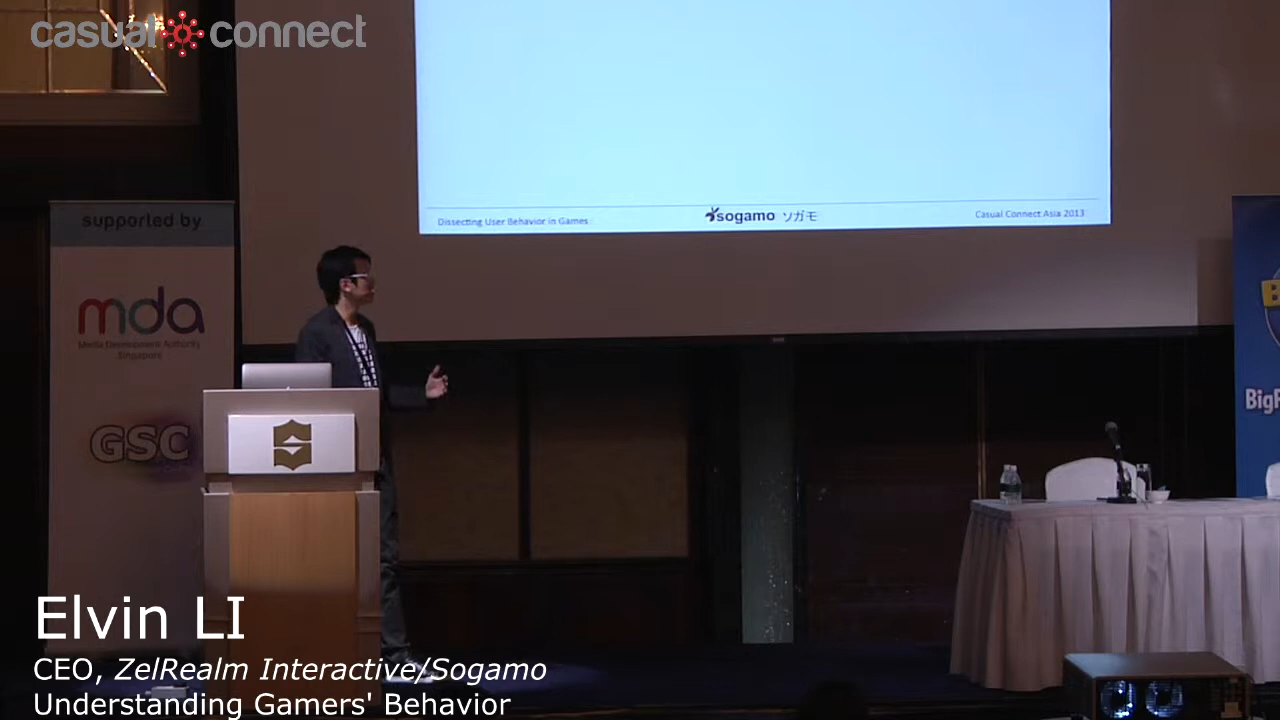 casual connect
supported by
mda
Media Development Authority
Singapore
GSC
Dissecting User Behavior in Games
sogamo ソガモ
Casual Connect Asia 2013
Elvin LI
CEO, ZelRealm Interactive/Sogamo
Understanding Gamers' Behavior